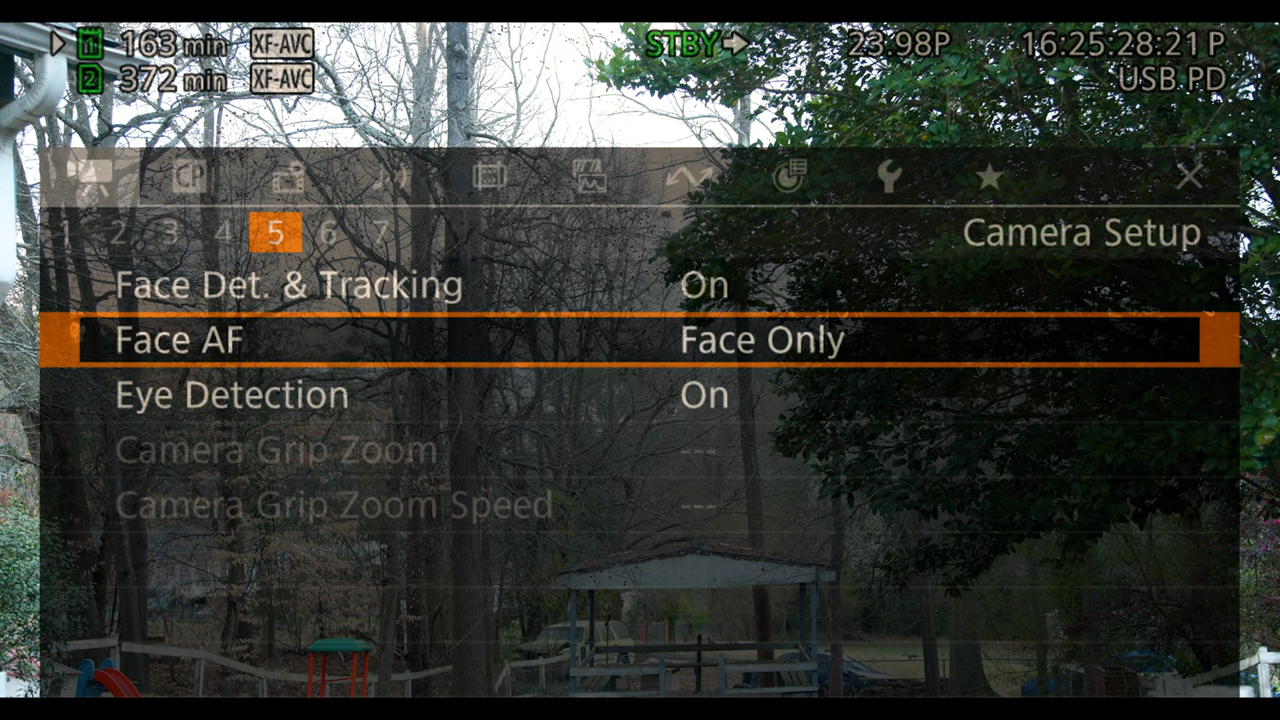 1 163 min XF-AVC STBY 23.98P 16:25:28:21 P
2 372 min XF-AVC USB PD
CP
1 2 3 4 5 6 7 Camera Setup
Face Det. & Tracking On
Face AF Face Only
Eye Detection On
Camera Grip Zoom ---
Camera Grip Zoom Speed ---